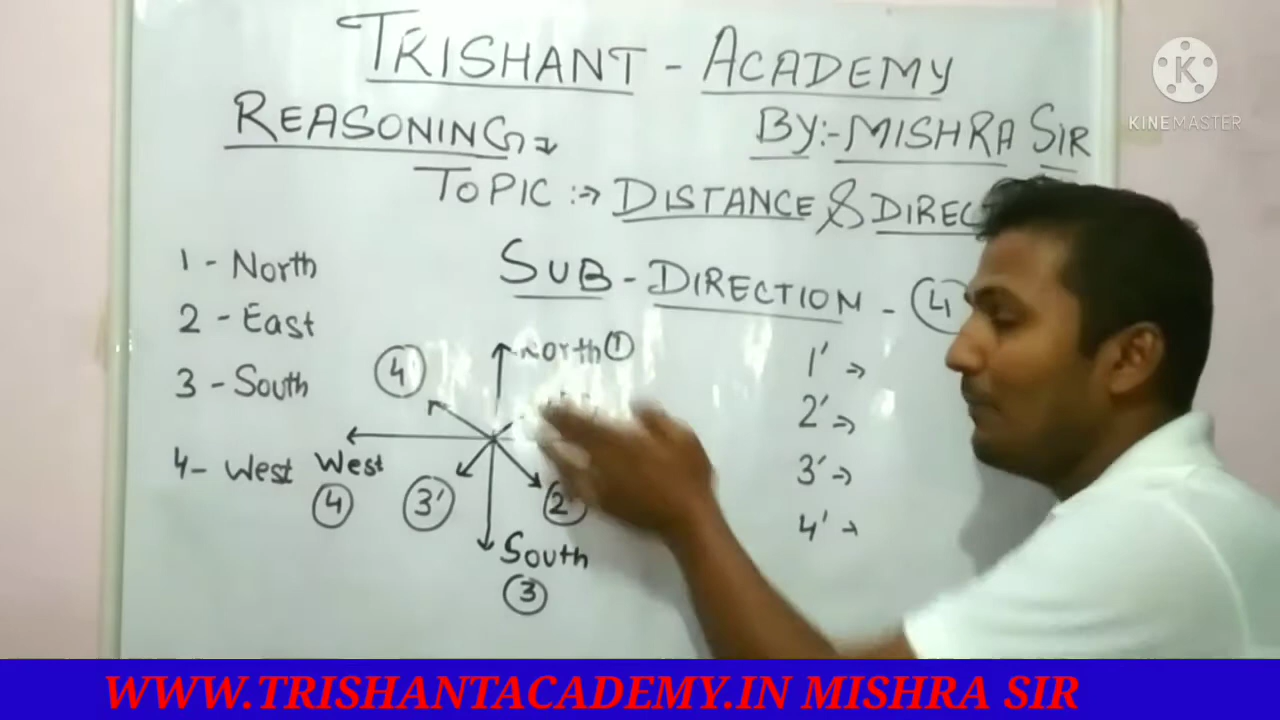 TRISHANT - ACADEMY
K
KINEMASTER
REASONING
BY:- MISHRA SIR
TOPIC :→ DISTANCE & DIREC
SUB-DIRECTION - 4
1 - North
2 - East
3 - South
4 - West
North 1
4
West
4
3'
2'
South
3
1' →
2' →
3' →
4' →
WWW.TRISHANTACADEMY.IN MISHRA SIR